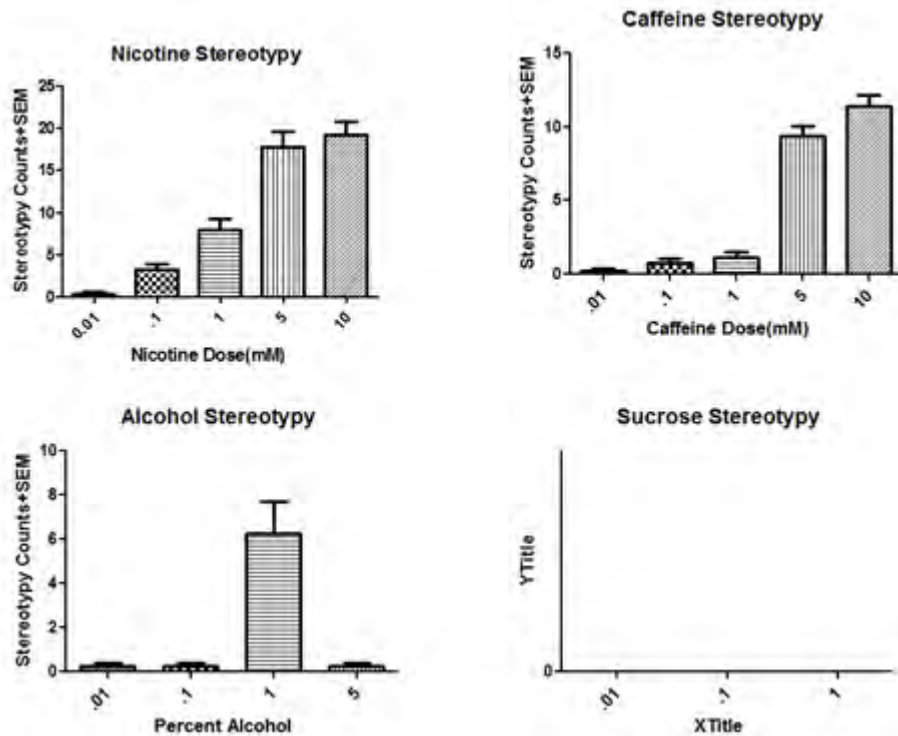 Nicotine Stereotypy
Stereotypy Counts+SEM
25
20
15
10
5
0
0.01
.1
1
5
10
Nicotine Dose(mM)
Caffeine Stereotypy
Stereotypy Counts+SEM
15
10
5
0
.01
.1
1
5
10
Caffeine Dose(mM)
Alcohol Stereotypy
Stereotypy Counts+SEM
10
8
6
4
2
0
.01
.1
1
5
Percent Alcohol
Sucrose Stereotypy
YTitle
0
.01
.1
1
XTitle